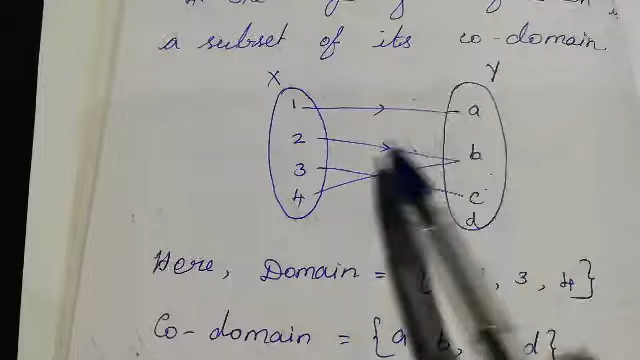 a subset of its co-domain
X Y
1 a
2 b
3 c
4 d
Here, Domain = { , 3, 4}
Co-domain = {a, b, d}